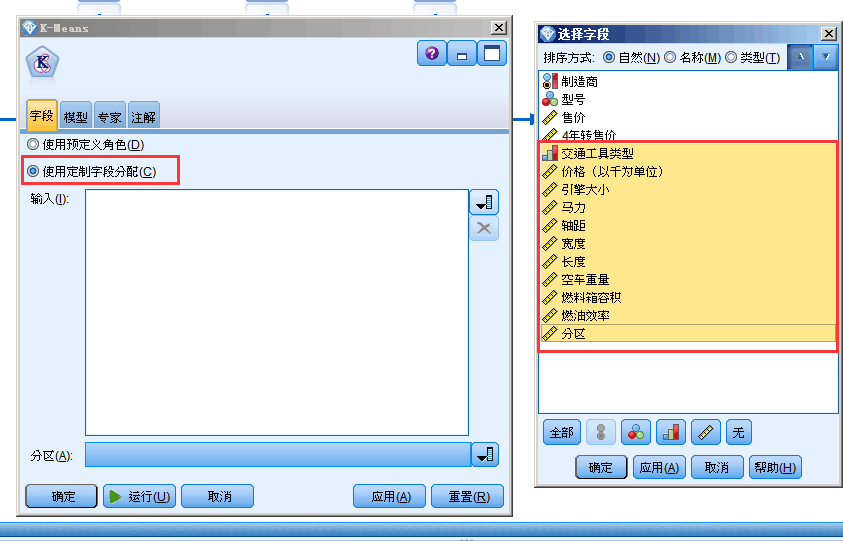 K-Means
字段 模型 专家 注解
使用预定义角色(D)
使用定制字段分配(C)
输入(I):
分区(A):
确定 运行(U) 取消 应用(A) 重置(R)
选择字段
排序方式: 自然(N) 名称(M) 类型(T)
制造商
型号
售价
4年转售价
交通工具类型
价格（以千为单位）
引擎大小
马力
轴距
宽度
长度
空车重量
燃料箱容积
燃油效率
分区
全部 无
确定 应用(A) 取消 帮助(H)